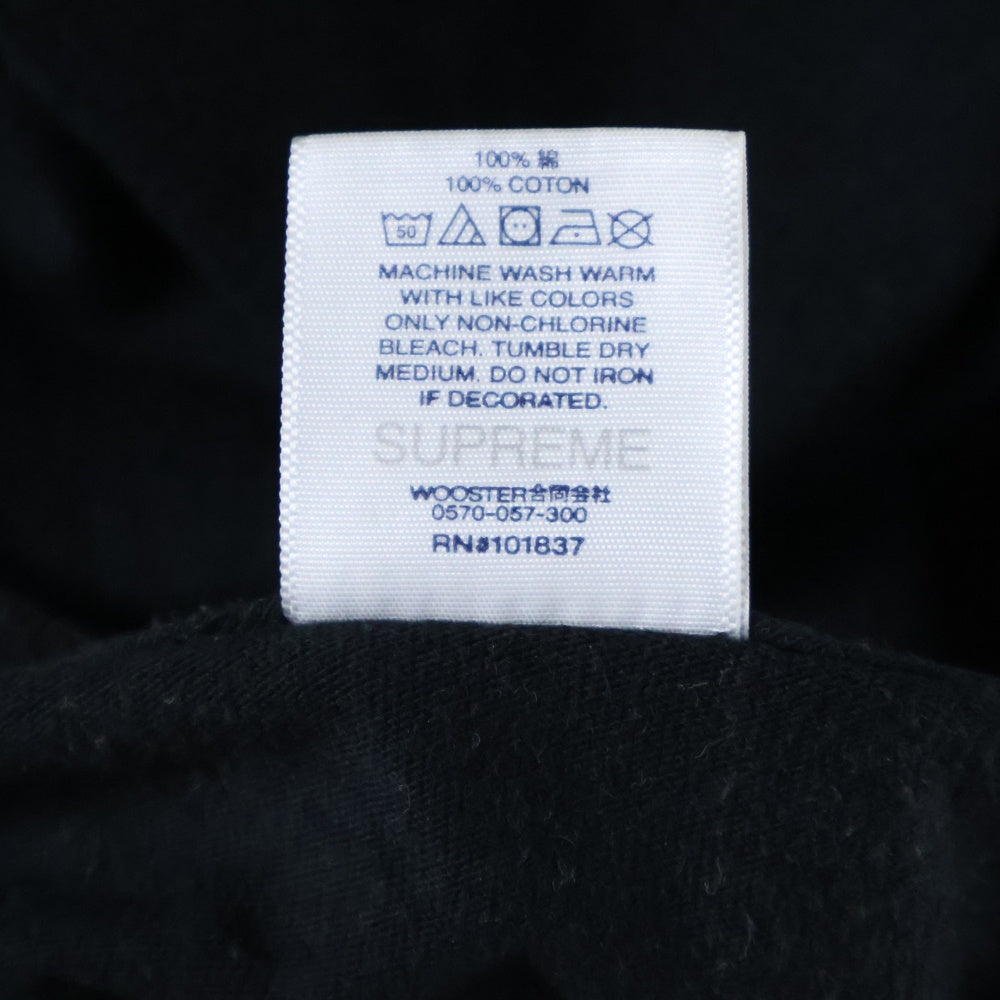 100% 綿
100% COTON
50
MACHINE WASH WARM
WITH LIKE COLORS
ONLY NON-CHLORINE
BLEACH. TUMBLE DRY
MEDIUM. DO NOT IRON
IF DECORATED.
SUPREME
WOOSTER合同会社
0570-057-300
RN#101837